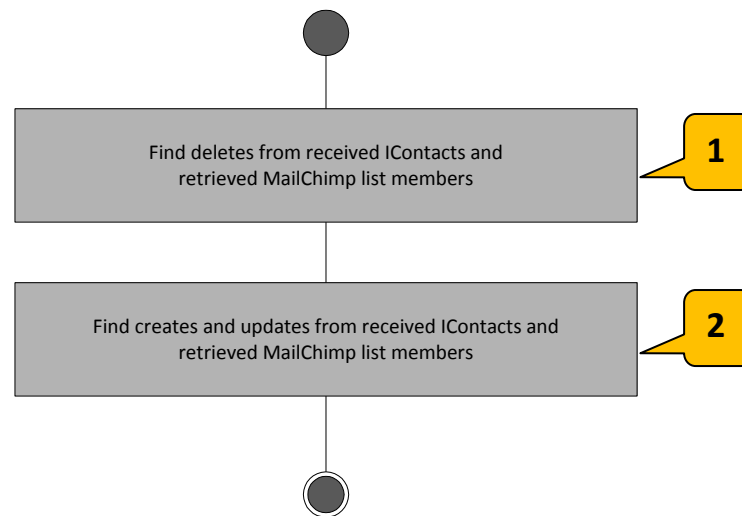 Find deletes from received IContacts and
retrieved MailChimp list members
1
Find creates and updates from received IContacts and
retrieved MailChimp list members
2